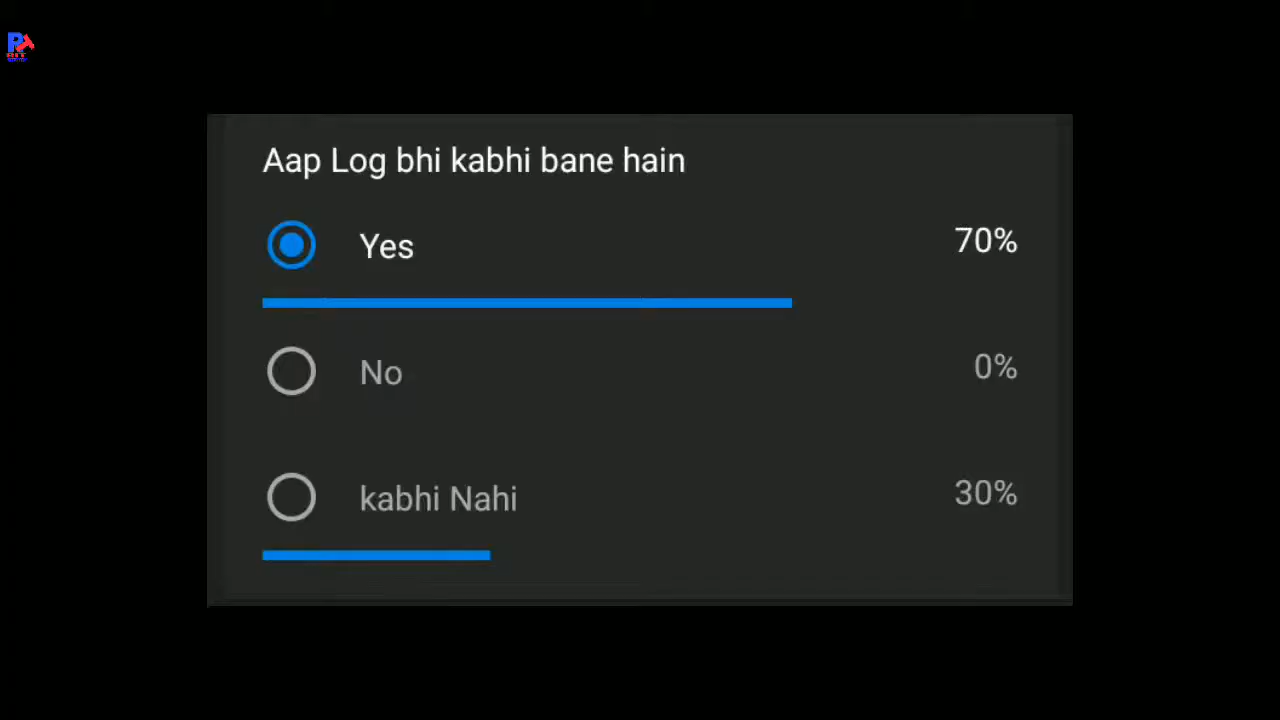 Aap Log bhi kabhi bane hain
Yes 70%
No 0%
kabhi Nahi 30%